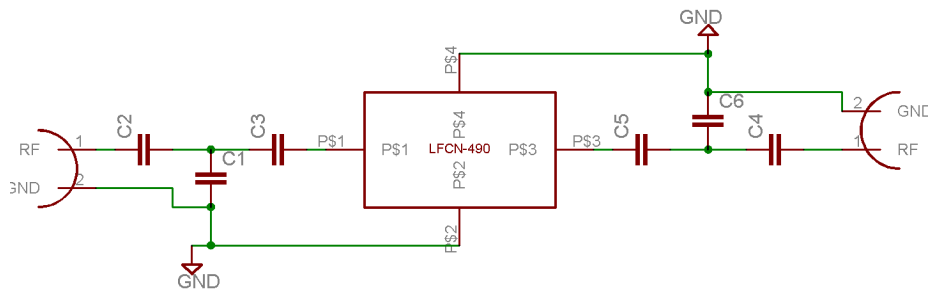 GND
P$4
C2
C3
C5
C6
2
GND
RF
1
P$1
P$1
P$4
LFCN-490
P$2
P$3
P$3
C4
1
RF
C1
GND
2
P$2
GND